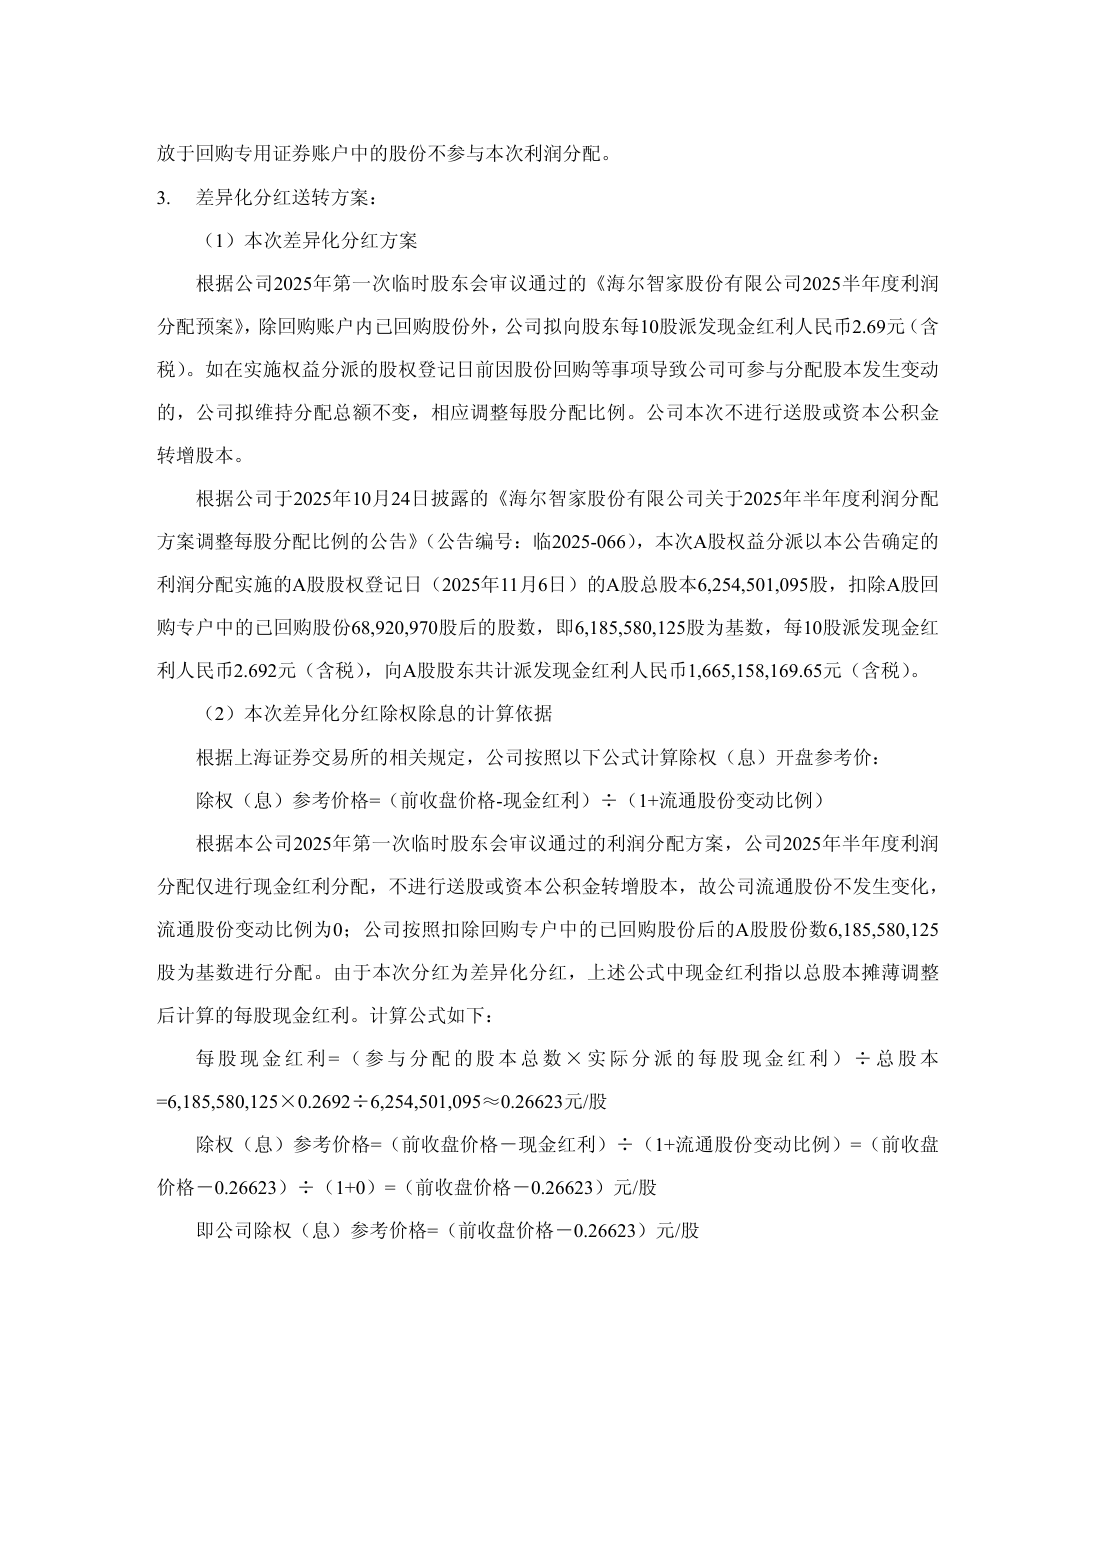 放于回购专用证券账户中的股份不参与本次利润分配。
3. 差异化分红送转方案：
（1）本次差异化分红方案
根据公司2025年第一次临时股东会审议通过的《海尔智家股份有限公司2025半年度利润
分配预案》，除回购账户内已回购股份外，公司拟向股东每10股派发现金红利人民币2.69元（含
税）。如在实施权益分派的股权登记日前因股份回购等事项导致公司可参与分配股本发生变动
的，公司拟维持分配总额不变，相应调整每股分配比例。公司本次不进行送股或资本公积金
转增股本。
根据公司于2025年10月24日披露的《海尔智家股份有限公司关于2025年半年度利润分配
方案调整每股分配比例的公告》（公告编号：临2025-066），本次A股权益分派以本公告确定的
利润分配实施的A股股权登记日（2025年11月6日）的A股总股本6,254,501,095股，扣除A股回
购专户中的已回购股份68,920,970股后的股数，即6,185,580,125股为基数，每10股派发现金红
利人民币2.692元（含税），向A股股东共计派发现金红利人民币1,665,158,169.65元（含税）。
（2）本次差异化分红除权除息的计算依据
根据上海证券交易所的相关规定，公司按照以下公式计算除权（息）开盘参考价：
除权（息）参考价格=（前收盘价格-现金红利）÷（1+流通股份变动比例）
根据本公司2025年第一次临时股东会审议通过的利润分配方案，公司2025年半年度利润
分配仅进行现金红利分配，不进行送股或资本公积金转增股本，故公司流通股份不发生变化，
流通股份变动比例为0；公司按照扣除回购专户中的已回购股份后的A股股份数6,185,580,125
股为基数进行分配。由于本次分红为差异化分红，上述公式中现金红利指以总股本摊薄调整
后计算的每股现金红利。计算公式如下：
每股现金红利=（参与分配的股本总数×实际分派的每股现金红利）÷总股本
=6,185,580,125×0.2692÷6,254,501,095≈0.26623元/股
除权（息）参考价格=（前收盘价格－现金红利）÷（1+流通股份变动比例）=（前收盘
价格－0.26623）÷（1+0）=（前收盘价格－0.26623）元/股
即公司除权（息）参考价格=（前收盘价格－0.26623）元/股